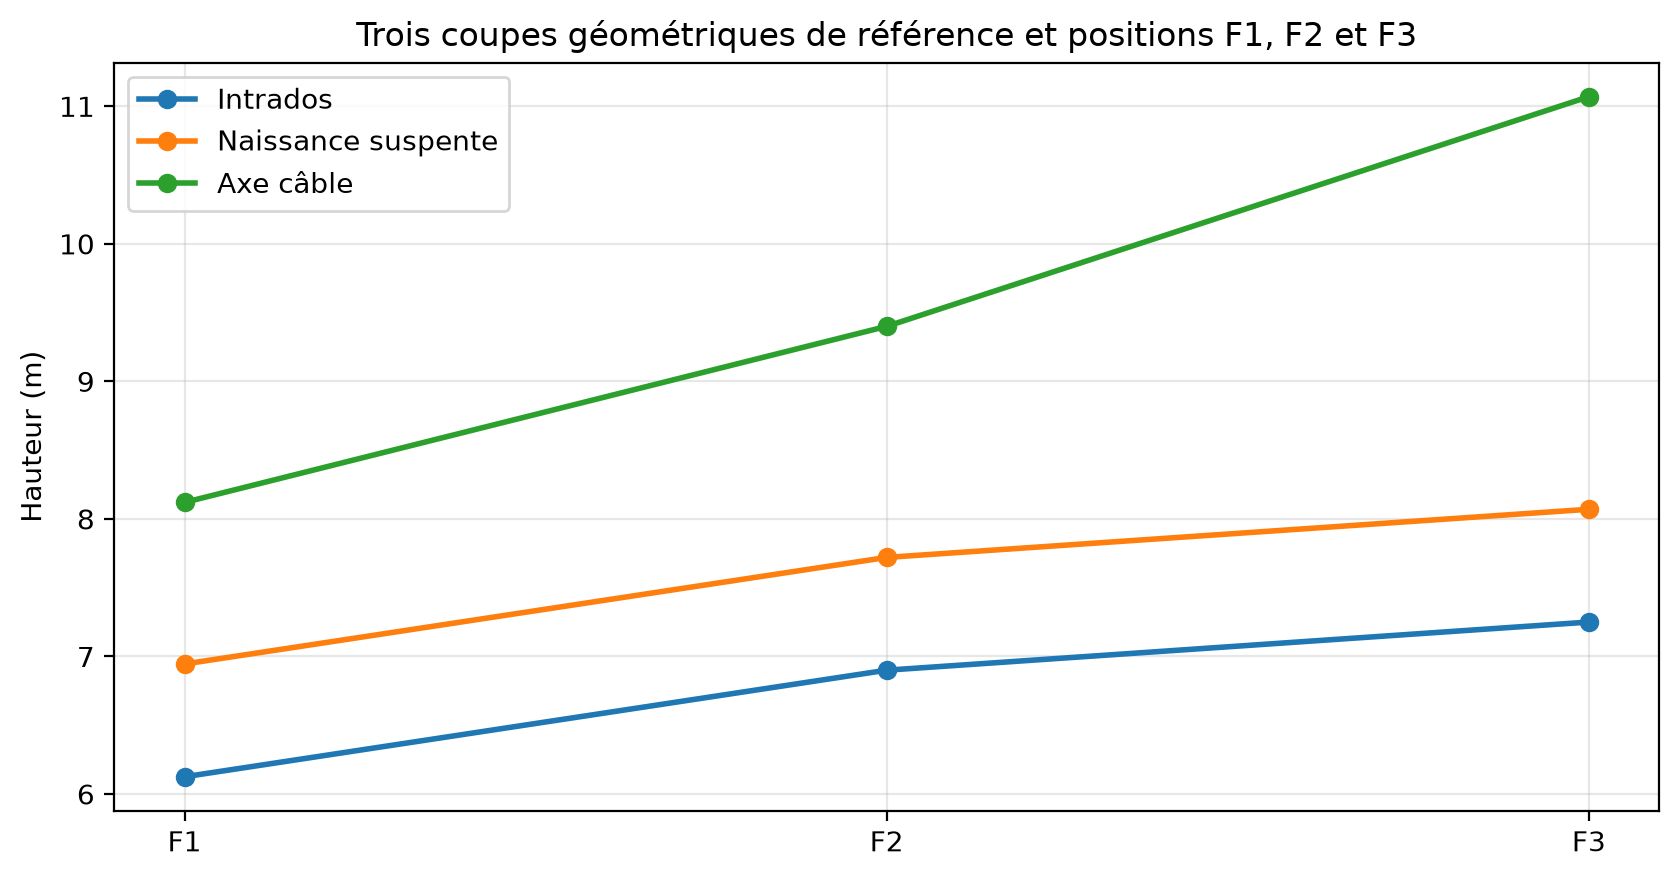 Trois coupes géométriques de référence et positions F1, F2 et F3
Intrados
Naissance suspente
Axe câble
Hauteur (m)
11
10
9
8
7
6
F1
F2
F3